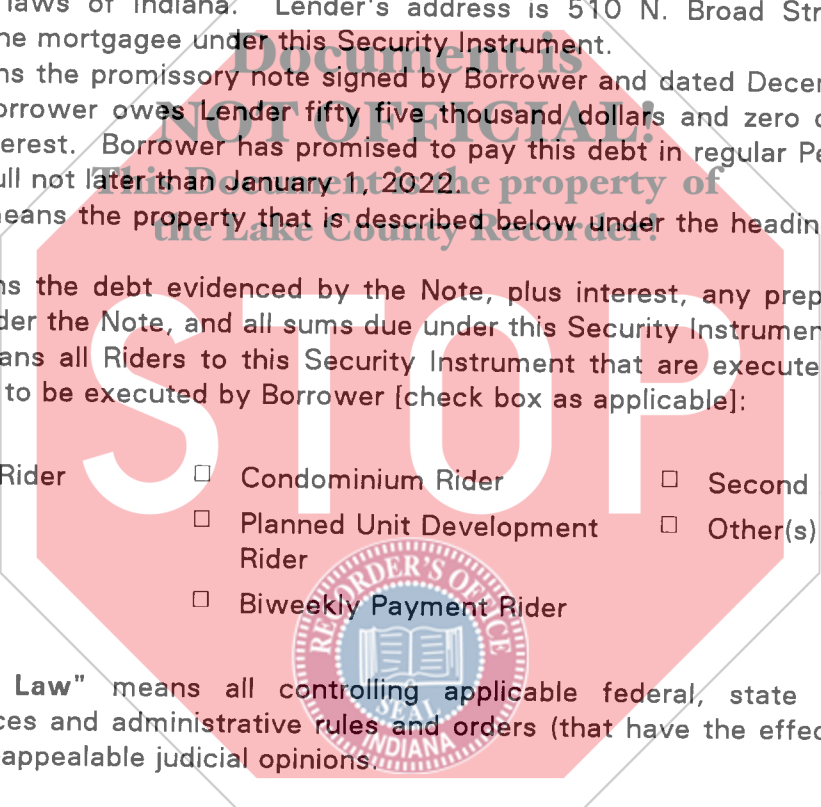 laws of Indiana. Lender's address is 510 N. Broad Str
he mortgagee under this Security Instrument.
Document is
ns the promissory note signed by Borrower and dated Decem
orrower owes Lender fifty five thousand dollars and zero c
NOT OFFICIAL!
erest. Borrower has promised to pay this debt in regular Pe
ull not later than January 1, 2022.
This Document is the property of
means the property that is described below under the headin
the Lake County Recorder!
ns the debt evidenced by the Note, plus interest, any prep
der the Note, and all sums due under this Security Instrumen
ans all Riders to this Security Instrument that are execute
to be executed by Borrower [check box as applicable]:
STOP
Rider □ Condominium Rider □ Second
□ Planned Unit Development □ Other(s)
Rider
□ Biweekly Payment Rider
RECORDER'S OFFICE
SEAL
INDIANA
Law" means all controlling applicable federal, state
ces and administrative rules and orders (that have the effec
appealable judicial opinions.